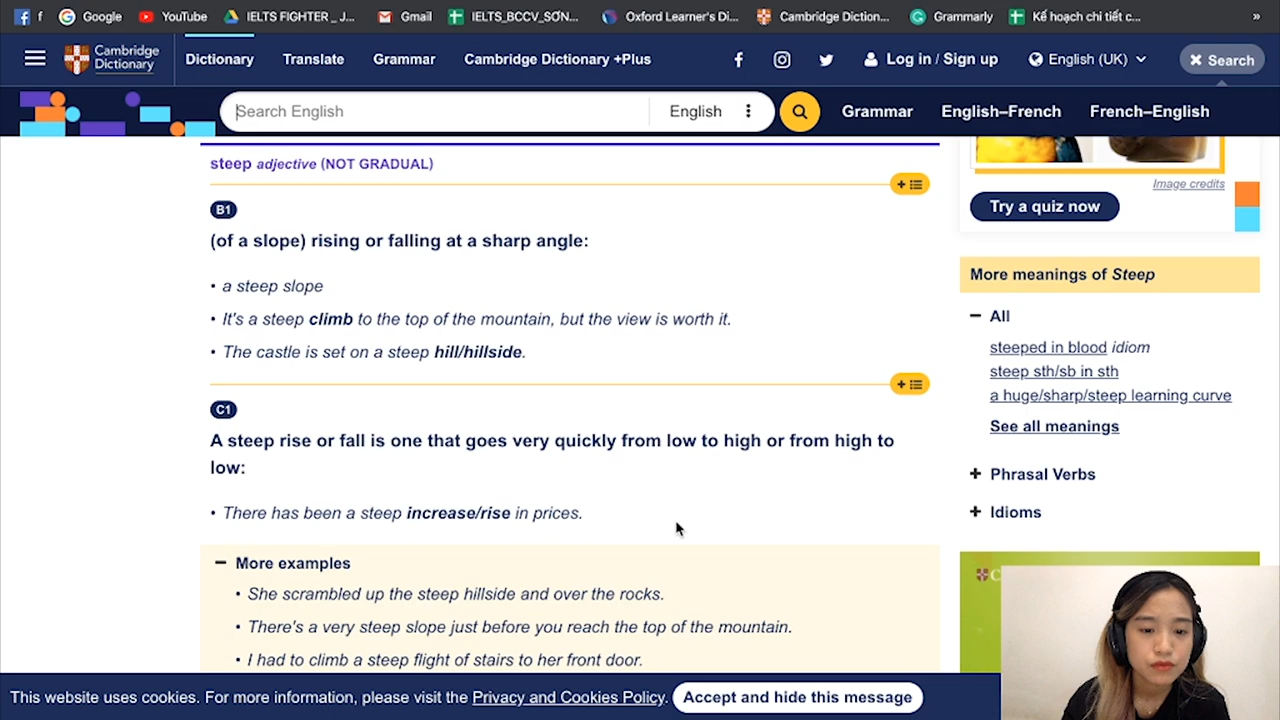 f
Google
YouTube
IELTS FIGHTER _ J...
Gmail
IELTS_BCCV_SƠN...
Oxford Learner's Di...
Cambridge Diction...
Grammarly
Kế hoạch chi tiết c...
»
Cambridge
Dictionary
Dictionary
Translate
Grammar
Cambridge Dictionary +Plus
Log in / Sign up
English (UK)
Search
Search English
English
Grammar
English–French
French–English
steep adjective (NOT GRADUAL)
B1
(of a slope) rising or falling at a sharp angle:
• a steep slope
• It's a steep climb to the top of the mountain, but the view is worth it.
• The castle is set on a steep hill/hillside.
C1
A steep rise or fall is one that goes very quickly from low to high or from high to
low:
• There has been a steep increase/rise in prices.
− More examples
• She scrambled up the steep hillside and over the rocks.
• There's a very steep slope just before you reach the top of the mountain.
• I had to climb a steep flight of stairs to her front door.
Image credits
Try a quiz now
More meanings of Steep
− All
steeped in blood idiom
steep sth/sb in sth
a huge/sharp/steep learning curve
See all meanings
+ Phrasal Verbs
+ Idioms
This website uses cookies. For more information, please visit the Privacy and Cookies Policy.
Accept and hide this message